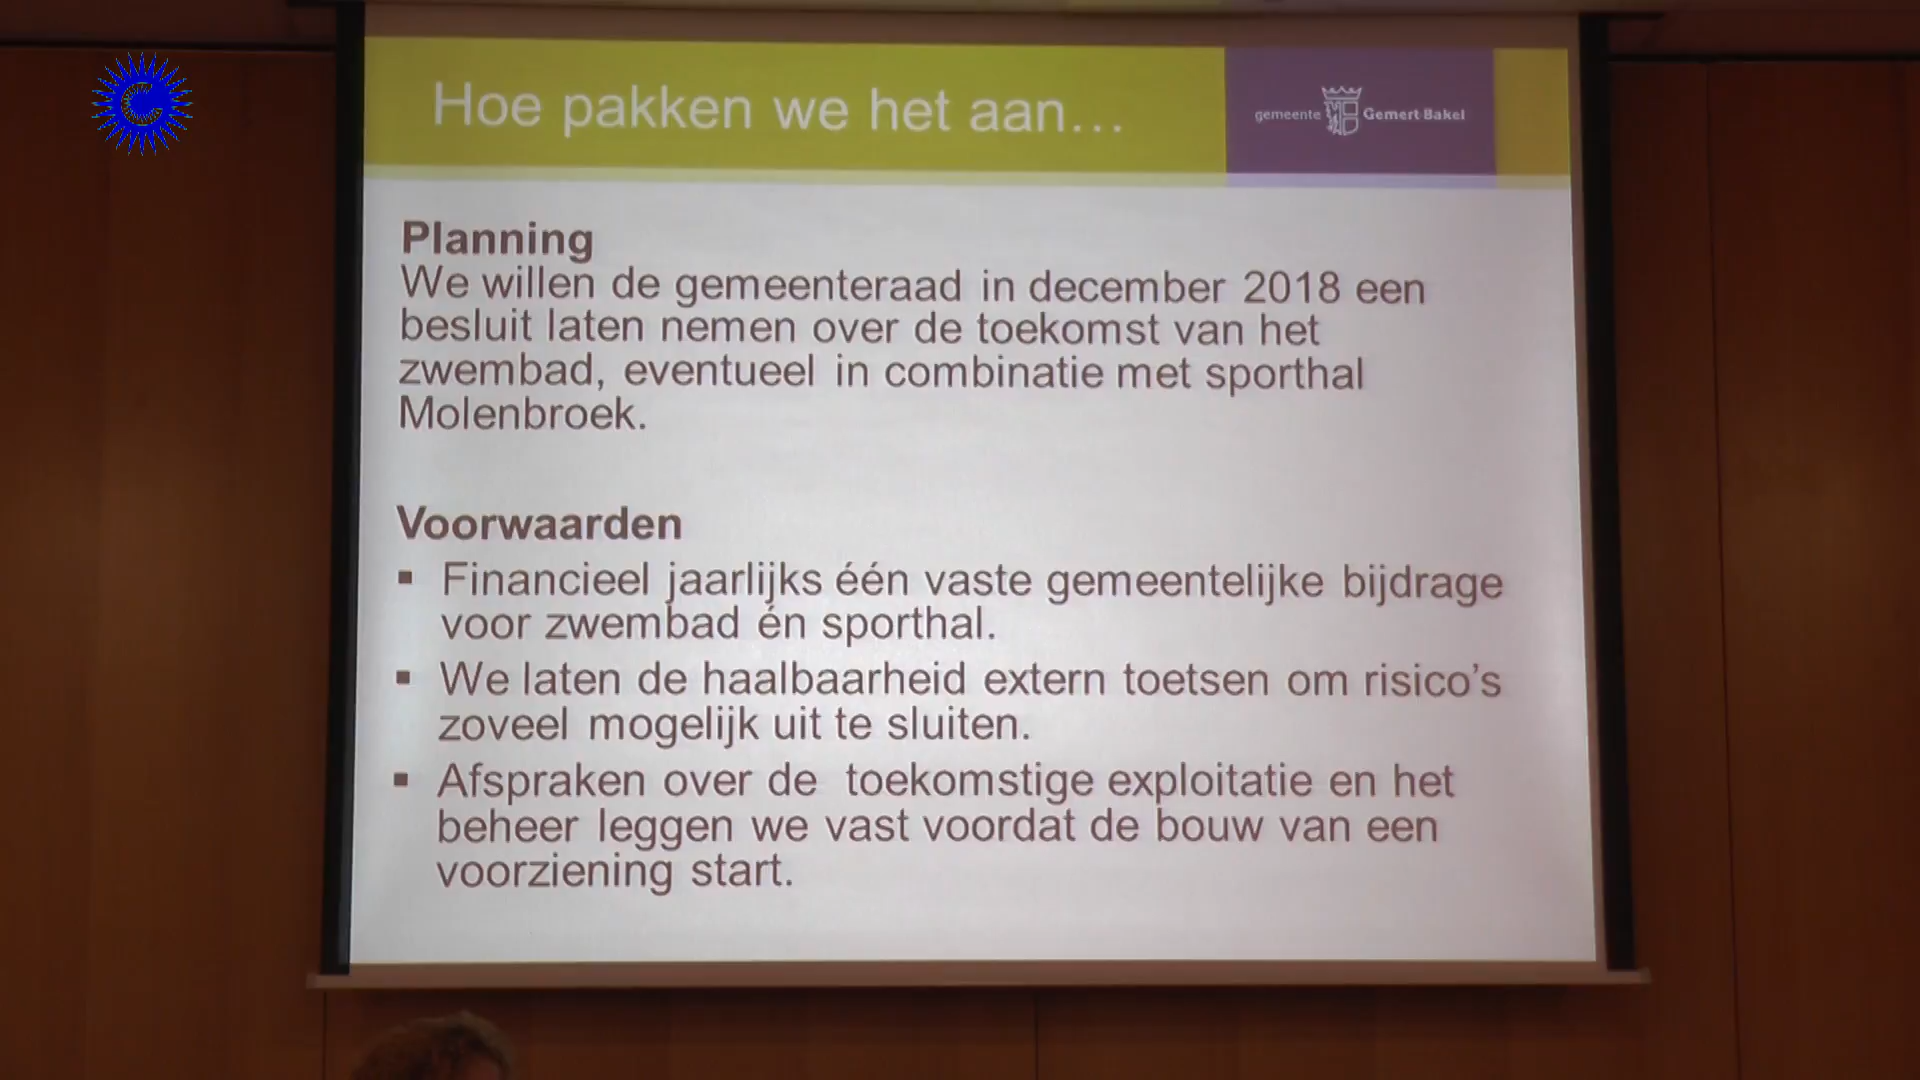 Hoe pakken we het aan...
gemeente Gemert Bakel
Planning
We willen de gemeenteraad in december 2018 een
besluit laten nemen over de toekomst van het
zwembad, eventueel in combinatie met sporthal
Molenbroek.
Voorwaarden
▪ Financieel jaarlijks één vaste gemeentelijke bijdrage
voor zwembad én sporthal.
▪ We laten de haalbaarheid extern toetsen om risico's
zoveel mogelijk uit te sluiten.
▪ Afspraken over de toekomstige exploitatie en het
beheer leggen we vast voordat de bouw van een
voorziening start.